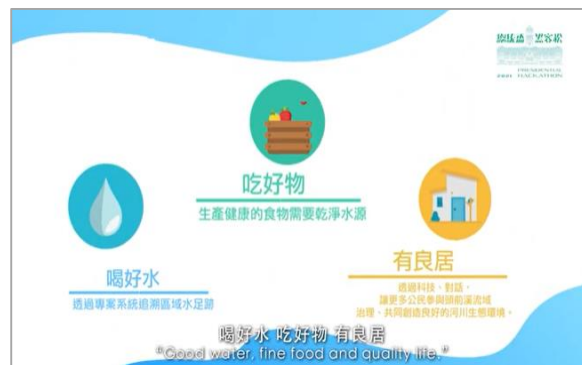 總統盃黑客松
PRESIDENTIAL
HACKATHON
吃好物
生產健康的食物需要乾淨水源
喝好水
透過專案系統追溯區域水足跡
有良居
透過科技、對話,
讓更多公民參與頭前溪流域
治理、共同創造良好的河川生態環境。
喝好水 吃好物 有良居
“Good water, fine food and quality life.”